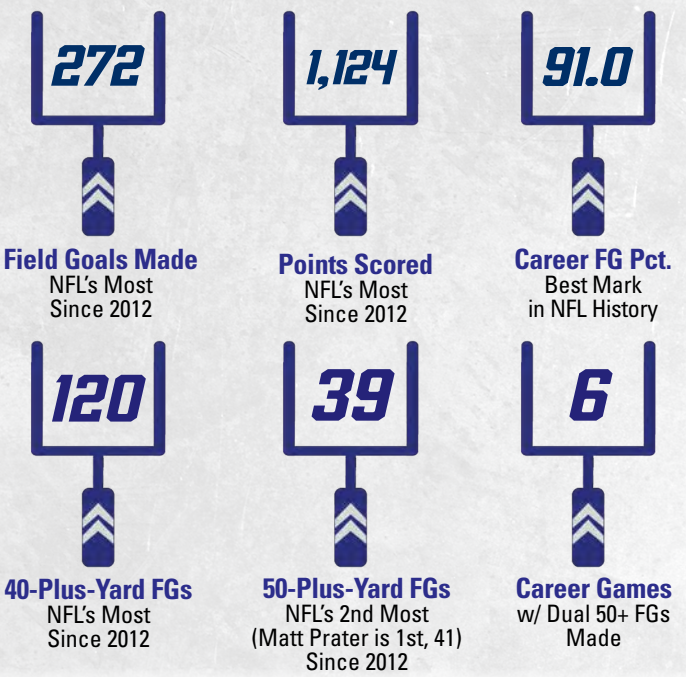 272
Field Goals Made
NFL's Most
Since 2012
1,124
Points Scored
NFL's Most
Since 2012
91.0
Career FG Pct.
Best Mark
in NFL History
120
40-Plus-Yard FGs
NFL's Most
Since 2012
39
50-Plus-Yard FGs
NFL's 2nd Most
(Matt Prater is 1st, 41)
Since 2012
6
Career Games
w/ Dual 50+ FGs
Made